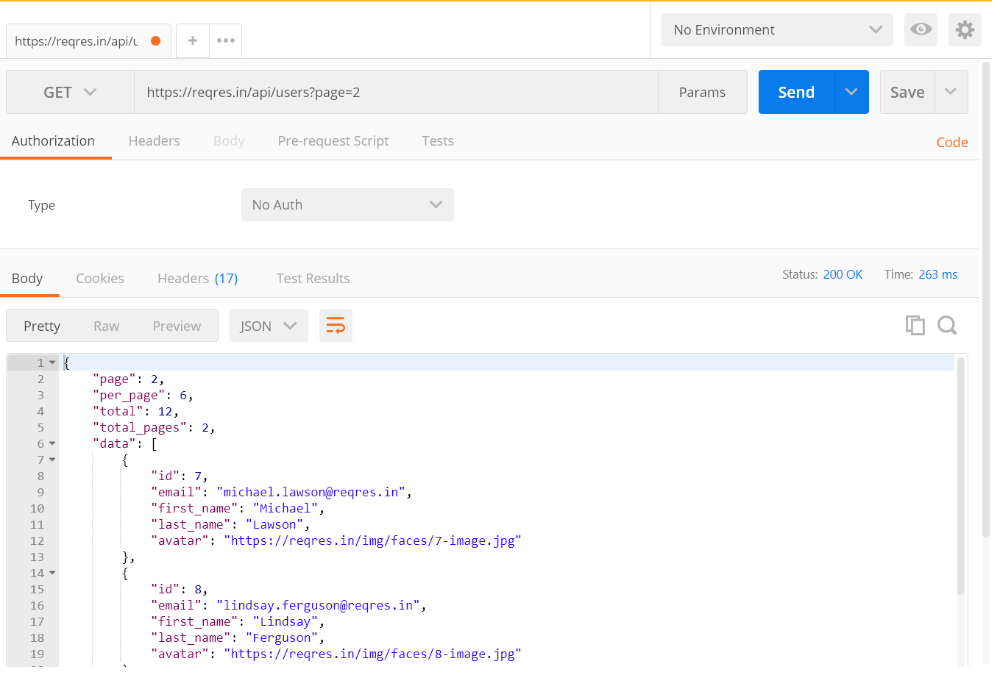 https://reqres.in/api/u
No Environment
GET https://reqres.in/api/users?page=2 Params Send Save
Authorization Headers Body Pre-request Script Tests Code
Type No Auth
Body Cookies Headers (17) Test Results Status: 200 OK Time: 263 ms
Pretty Raw Preview JSON
1 {
2 "page": 2,
3 "per_page": 6,
4 "total": 12,
5 "total_pages": 2,
6 "data": [
7 {
8 "id": 7,
9 "email": "michael.lawson@reqres.in",
10 "first_name": "Michael",
11 "last_name": "Lawson",
12 "avatar": "https://reqres.in/img/faces/7-image.jpg"
13 },
14 {
15 "id": 8,
16 "email": "lindsay.ferguson@reqres.in",
17 "first_name": "Lindsay",
18 "last_name": "Ferguson",
19 "avatar": "https://reqres.in/img/faces/8-image.jpg"